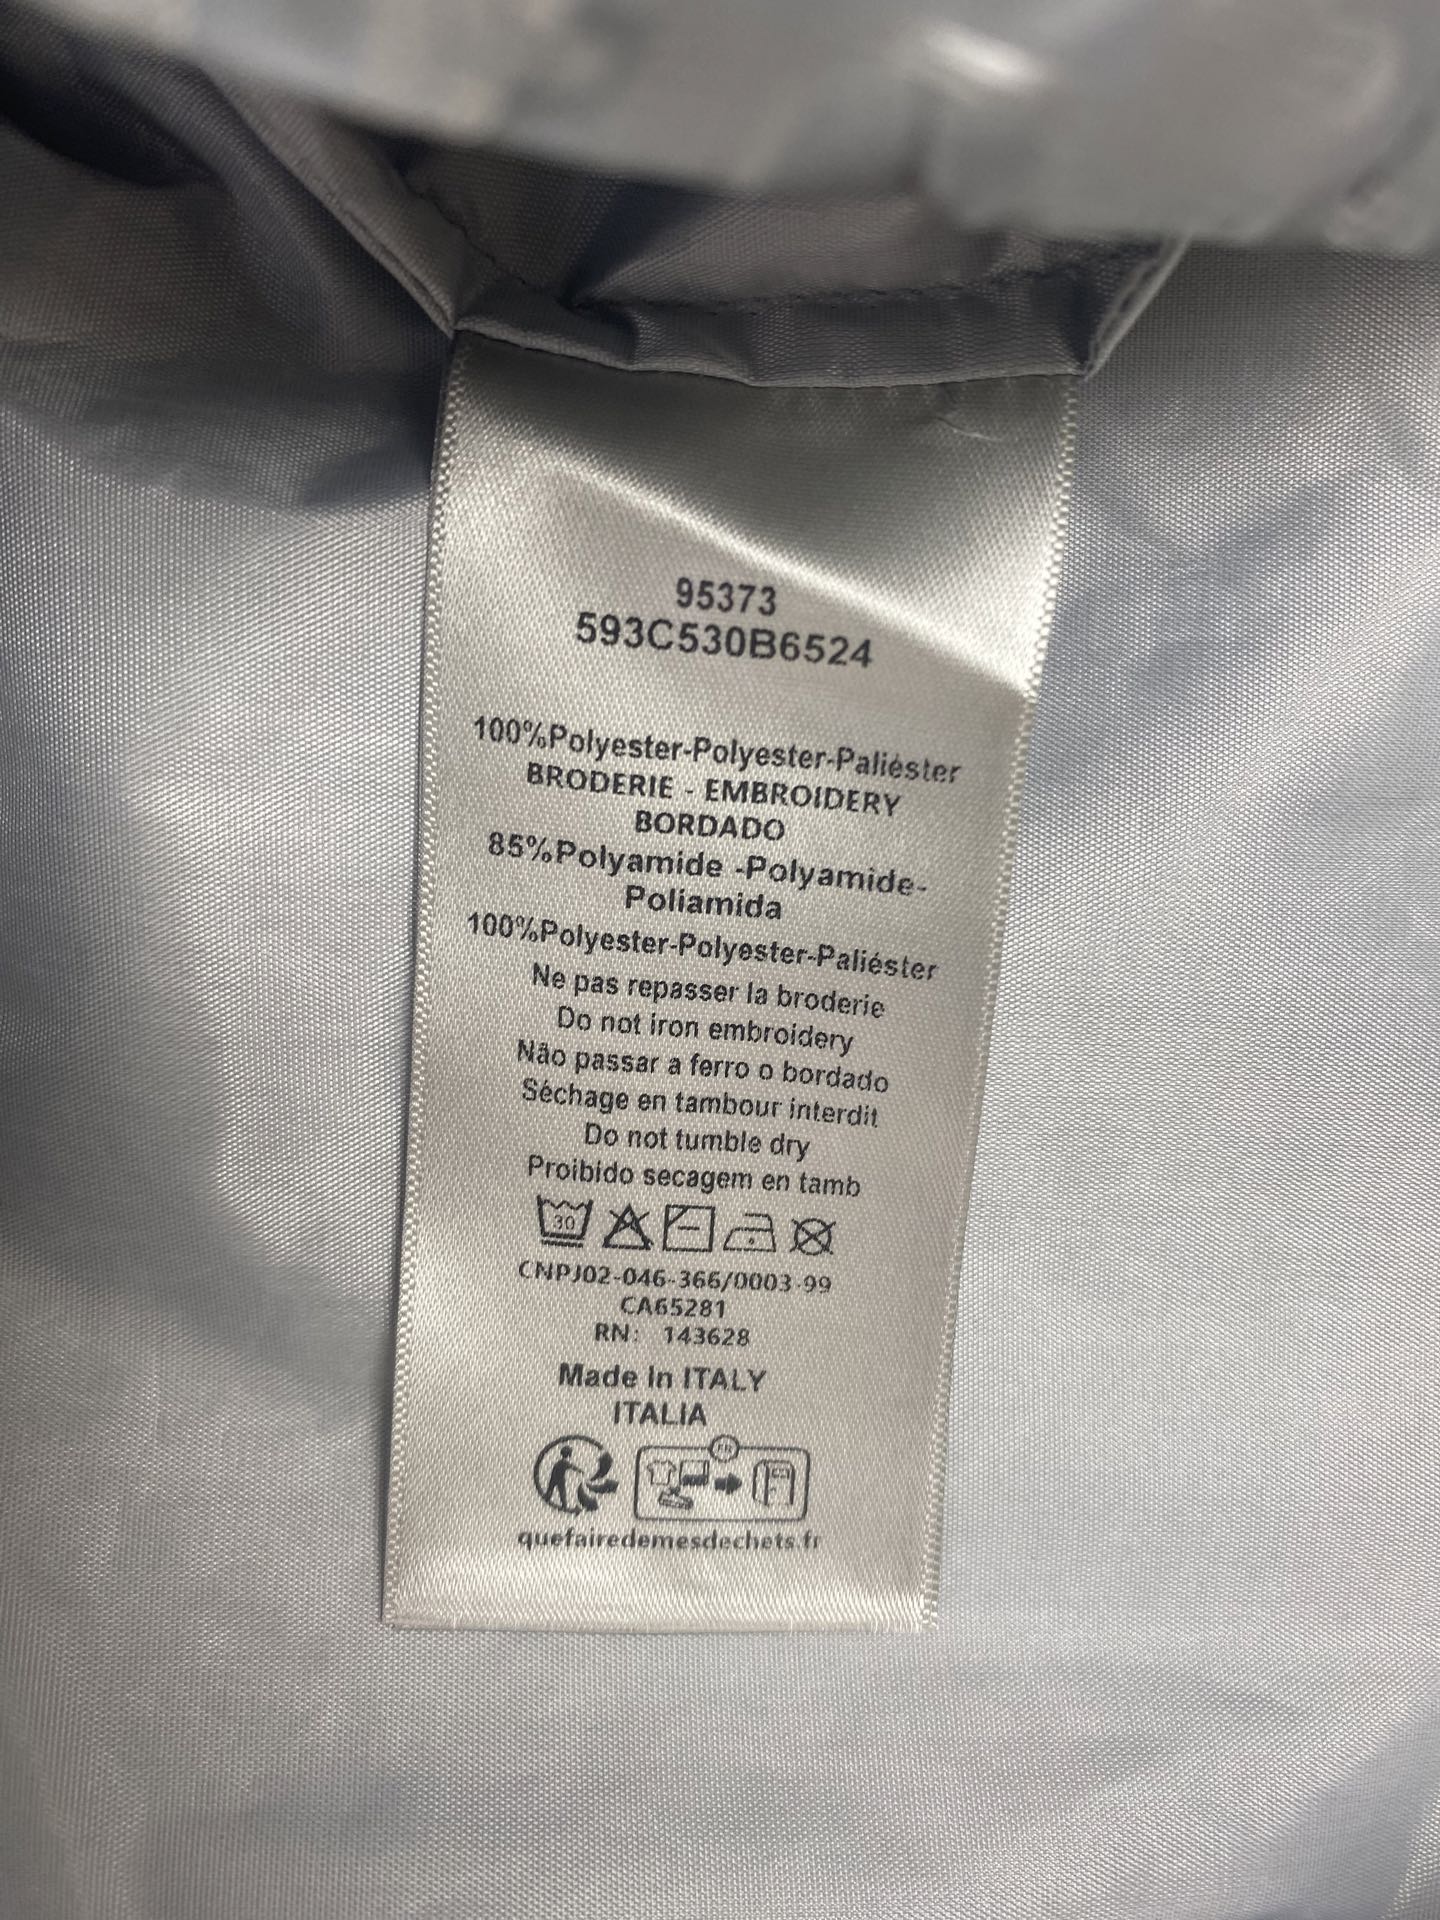 95373
593C530B6524
100%Polyester-Polyester-Paliéster
BRODERIE - EMBROIDERY
BORDADO
85%Polyamide -Polyamide-
Poliamida
100%Polyester-Polyester-Paliéster
Ne pas repasser la broderie
Do not iron embroidery
Não passar a ferro o bordado
Séchage en tambour interdit
Do not tumble dry
Proibido secagem en tamb
30
CNPJ02-046-366/0003-99
CA65281
RN: 143628
Made In ITALY
ITALIA
FR
quefairedemesdechets.fr